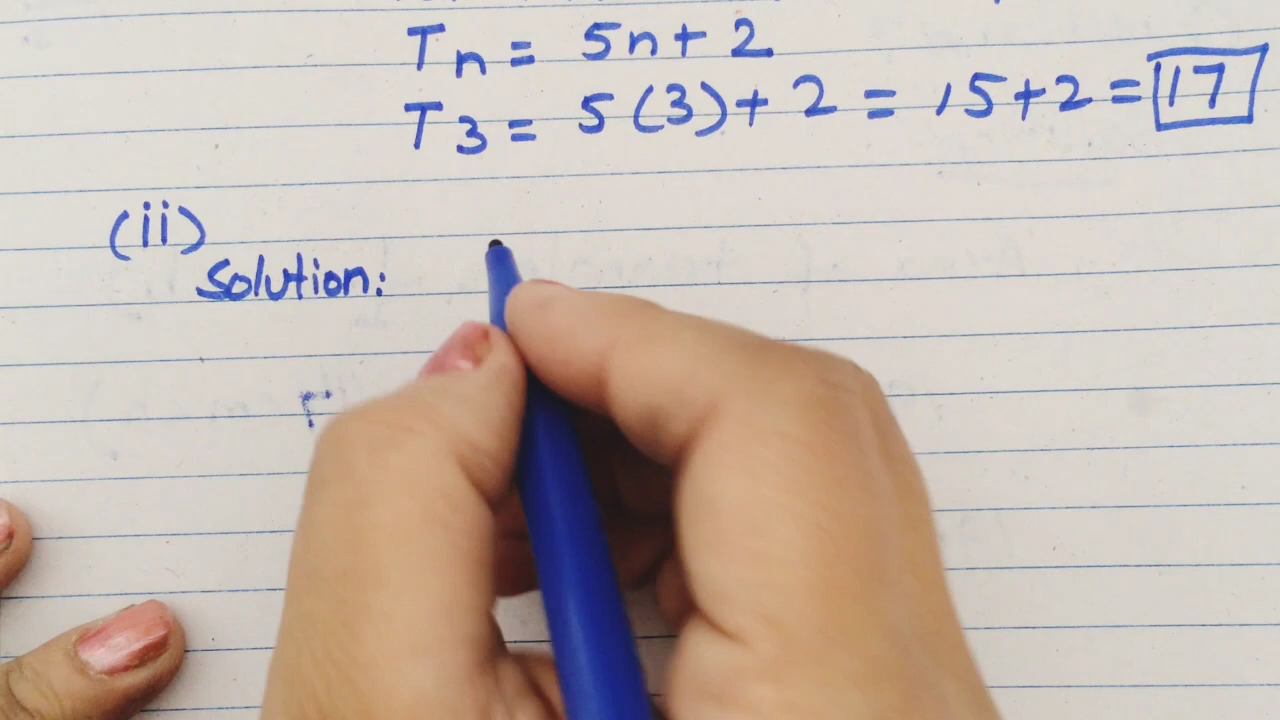 Tn = 5n+ 2
T3 = 5(3)+ 2 = 15+2 = 17
(ii)
Solution: